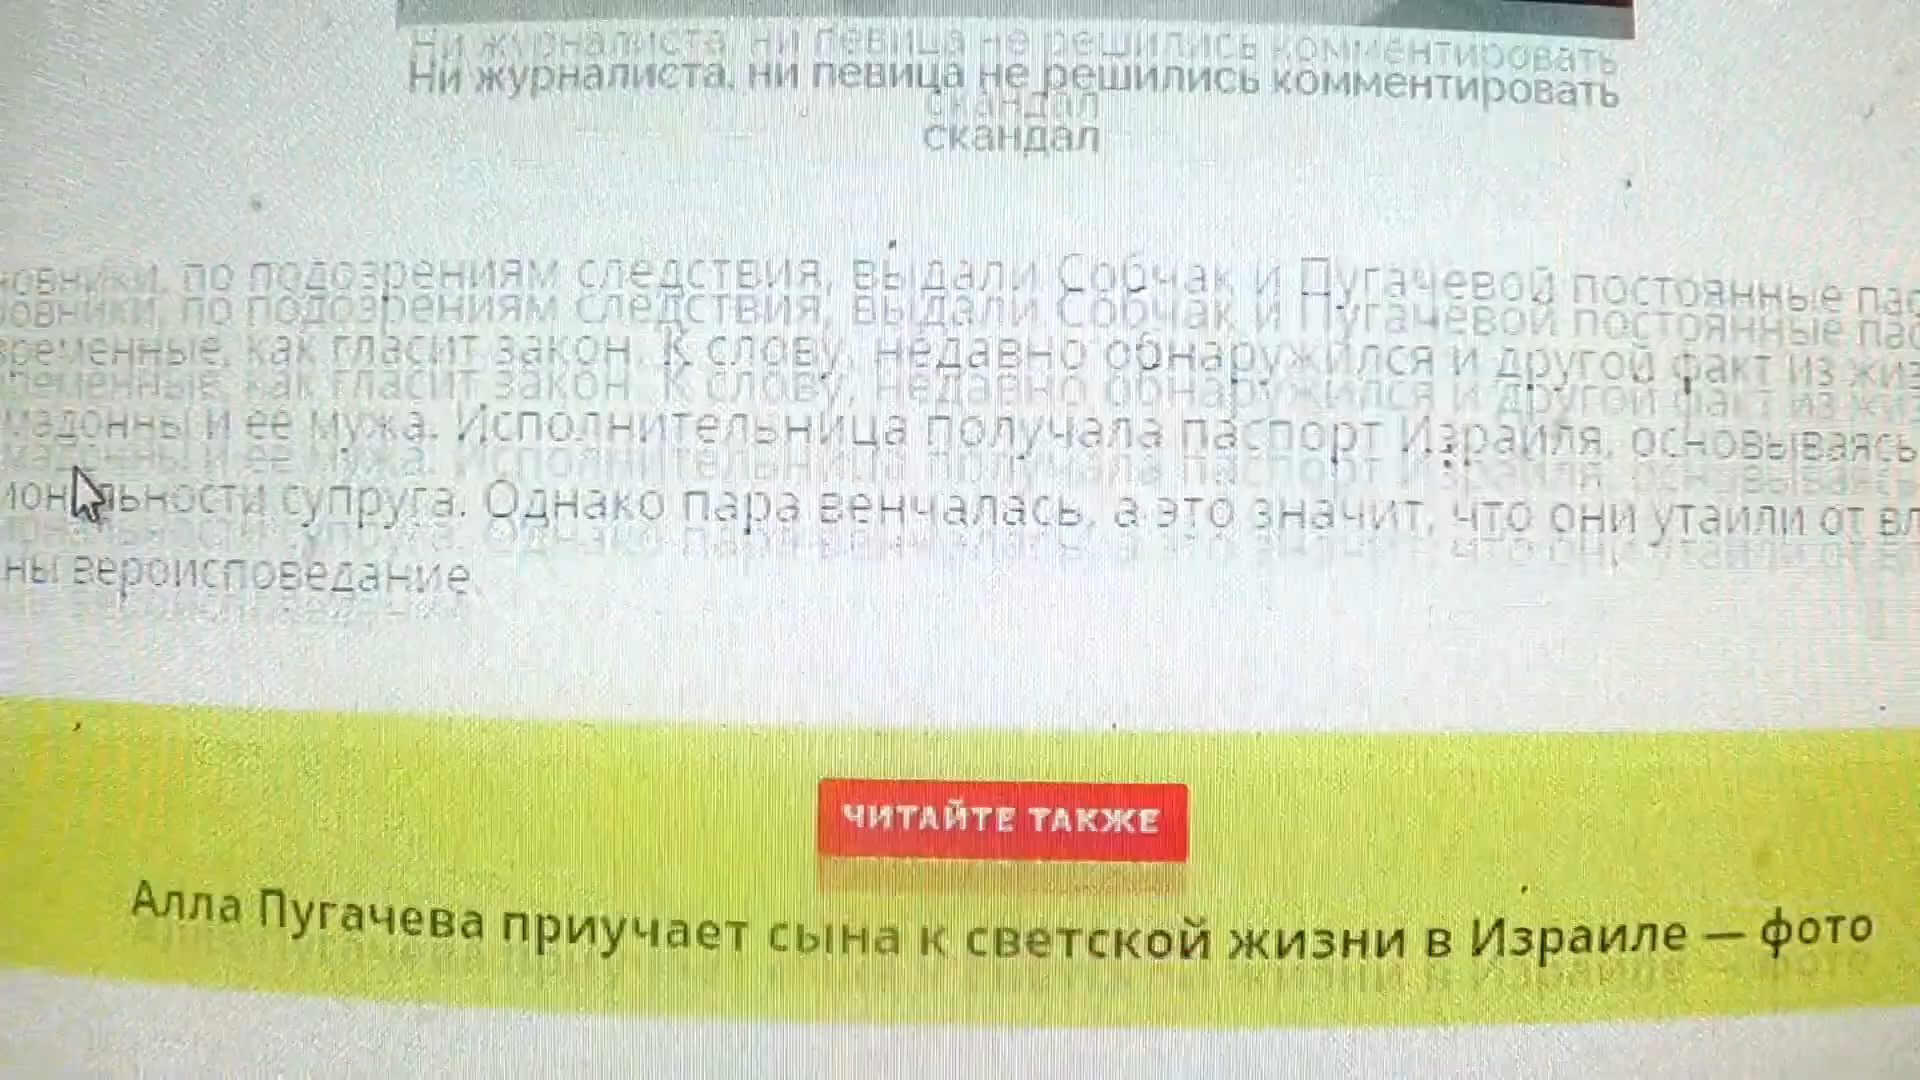 Ни журналиста, ни певица не решились комментировать
скандал
овники, по подозрениям следствия, выдали Собчак и Пугачевой постоянные пас
временные, как гласит закон. К слову, недавно обнаружился и другой факт из жиз
мадонны и ее мужа. Исполнительница получала паспорт Израиля, основываясь
супруга. Однако пара венчалась, а это значит, что они утаили от вл
ны вероисповедание.
ЧИТАЙТЕ ТАКЖЕ
Алла Пугачева приучает сына к светской жизни в Израиле — фото